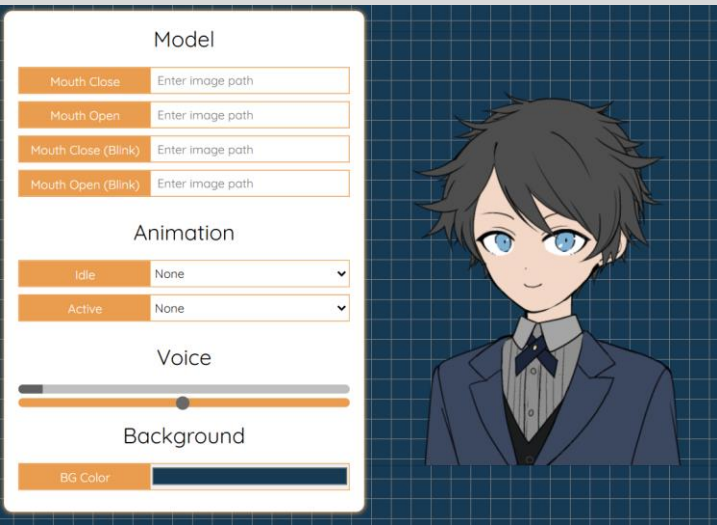 Model
Mouth Close Enter image path
Mouth Open Enter image path
Mouth Close (Blink) Enter image path
Mouth Open (Blink) Enter image path
Animation
Idle None
Active None
Voice
Background
BG Color